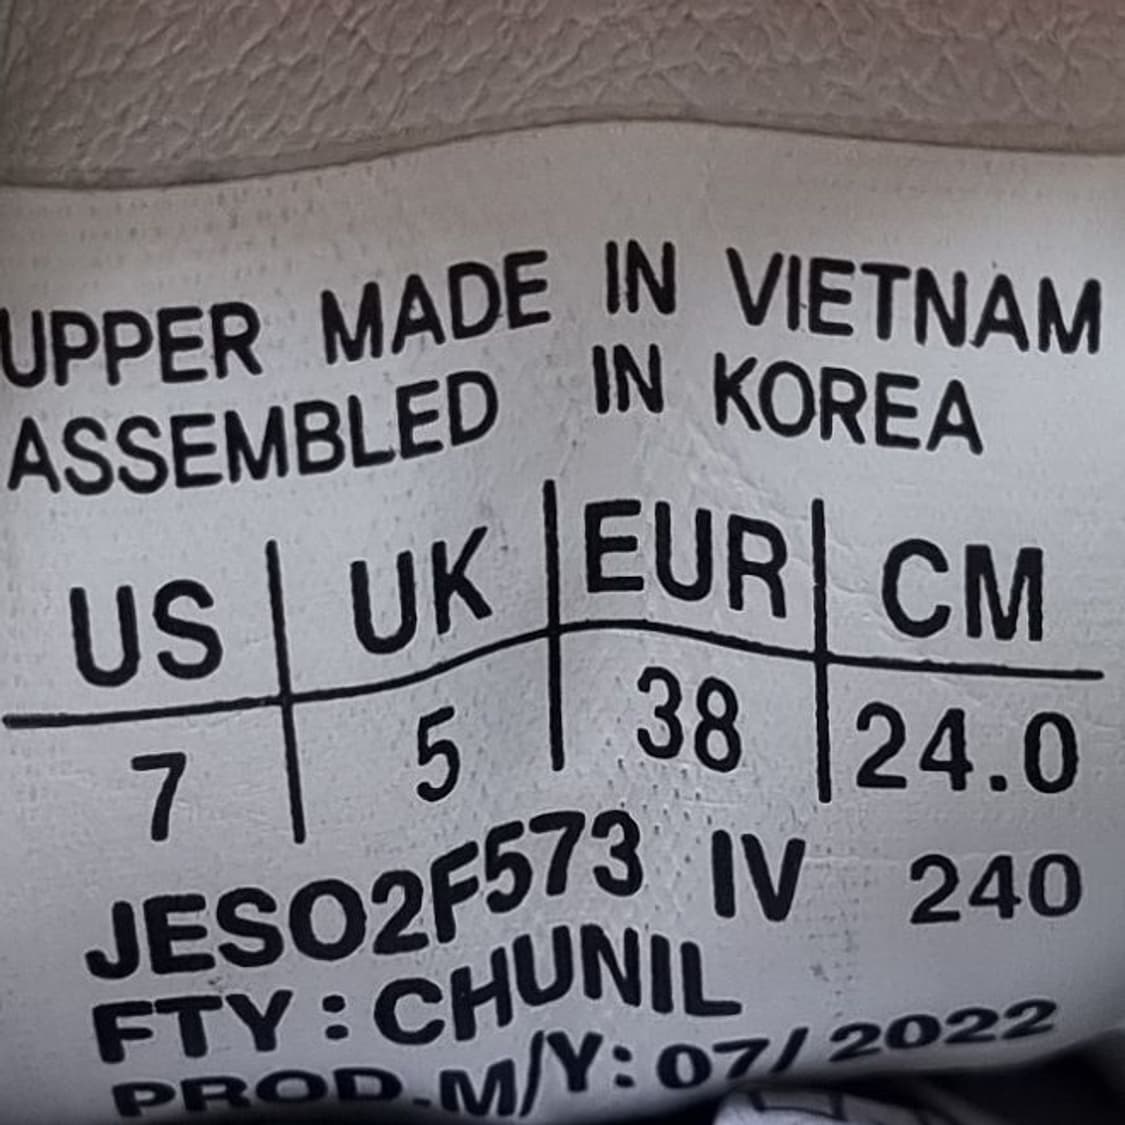 UPPER MADE IN VIETNAM
ASSEMBLED IN KOREA
US UK EUR CM
7 5 38 24.0
JESO2F573 IV 240
FTY : CHUNIL
PROD.M/Y: 07/2022